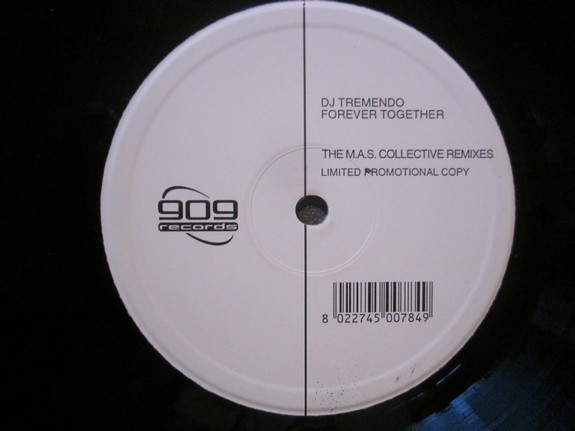 DJ TREMENDO
FOREVER TOGETHER
THE M.A.S. COLLECTIVE REMIXES
LIMITED PROMOTIONAL COPY
909
records
8 022745 007849